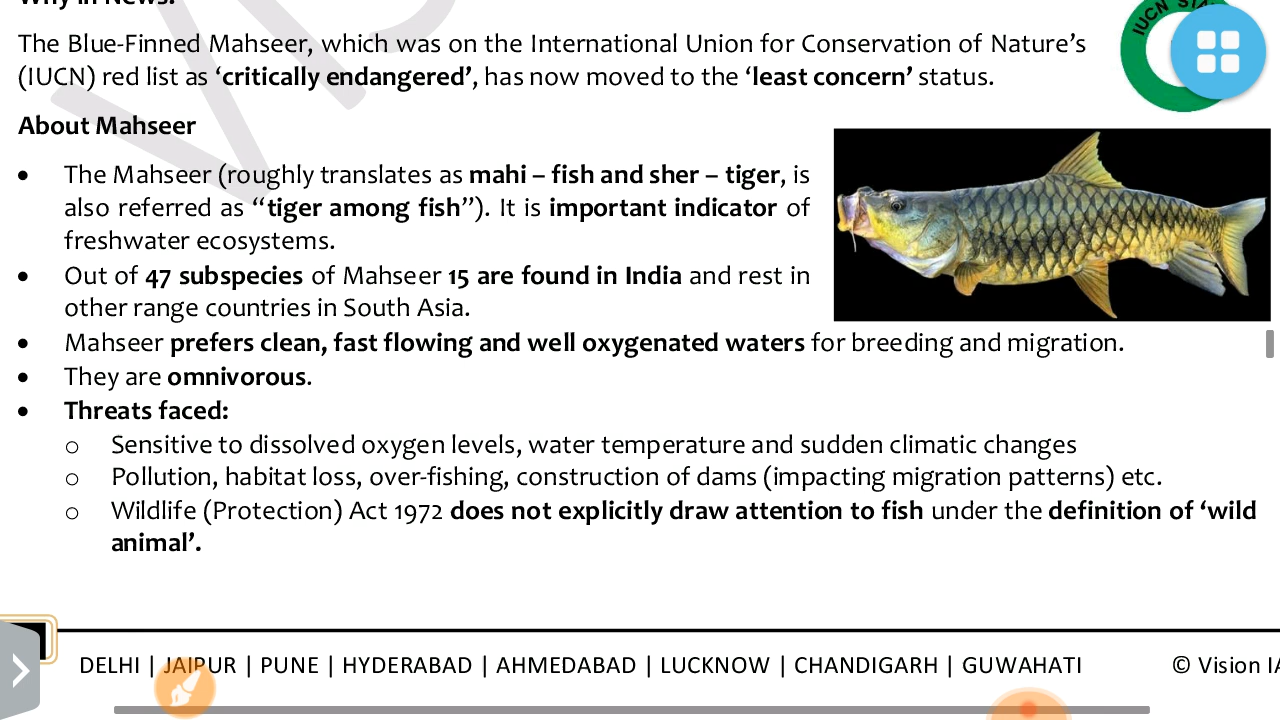 Why in News?
The Blue-Finned Mahseer, which was on the International Union for Conservation of Nature’s
(IUCN) red list as ‘critically endangered’, has now moved to the ‘least concern’ status.
IUCN
About Mahseer
• The Mahseer (roughly translates as mahi – fish and sher – tiger, is
also referred as “tiger among fish”). It is important indicator of
freshwater ecosystems.
• Out of 47 subspecies of Mahseer 15 are found in India and rest in
other range countries in South Asia.
• Mahseer prefers clean, fast flowing and well oxygenated waters for breeding and migration.
• They are omnivorous.
• Threats faced:
o Sensitive to dissolved oxygen levels, water temperature and sudden climatic changes
o Pollution, habitat loss, over-fishing, construction of dams (impacting migration patterns) etc.
o Wildlife (Protection) Act 1972 does not explicitly draw attention to fish under the definition of ‘wild
animal’.
DELHI | JAIPUR | PUNE | HYDERABAD | AHMEDABAD | LUCKNOW | CHANDIGARH | GUWAHATI © Vision